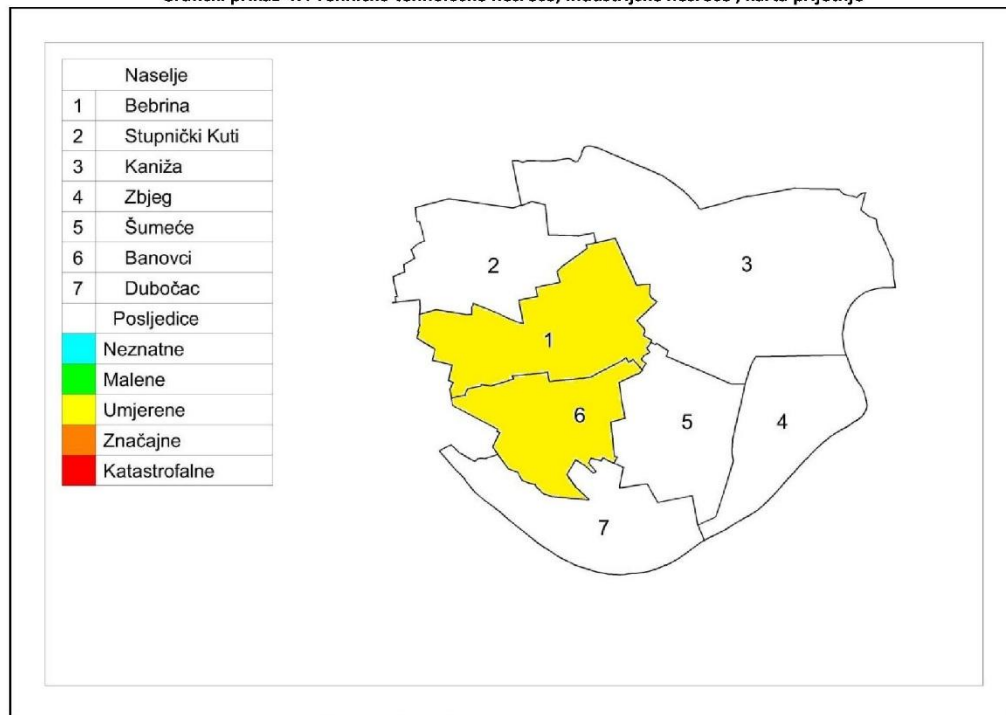 Naselje
1 Bebrina
2 Stupnički Kuti
3 Kaniža
4 Zbjeg
5 Šumeće
6 Banovci
7 Dubočac
Posljedice
Neznatne
Malene
Umjerene
Značajne
Katastrofalne
2
3
1
6
5
4
7